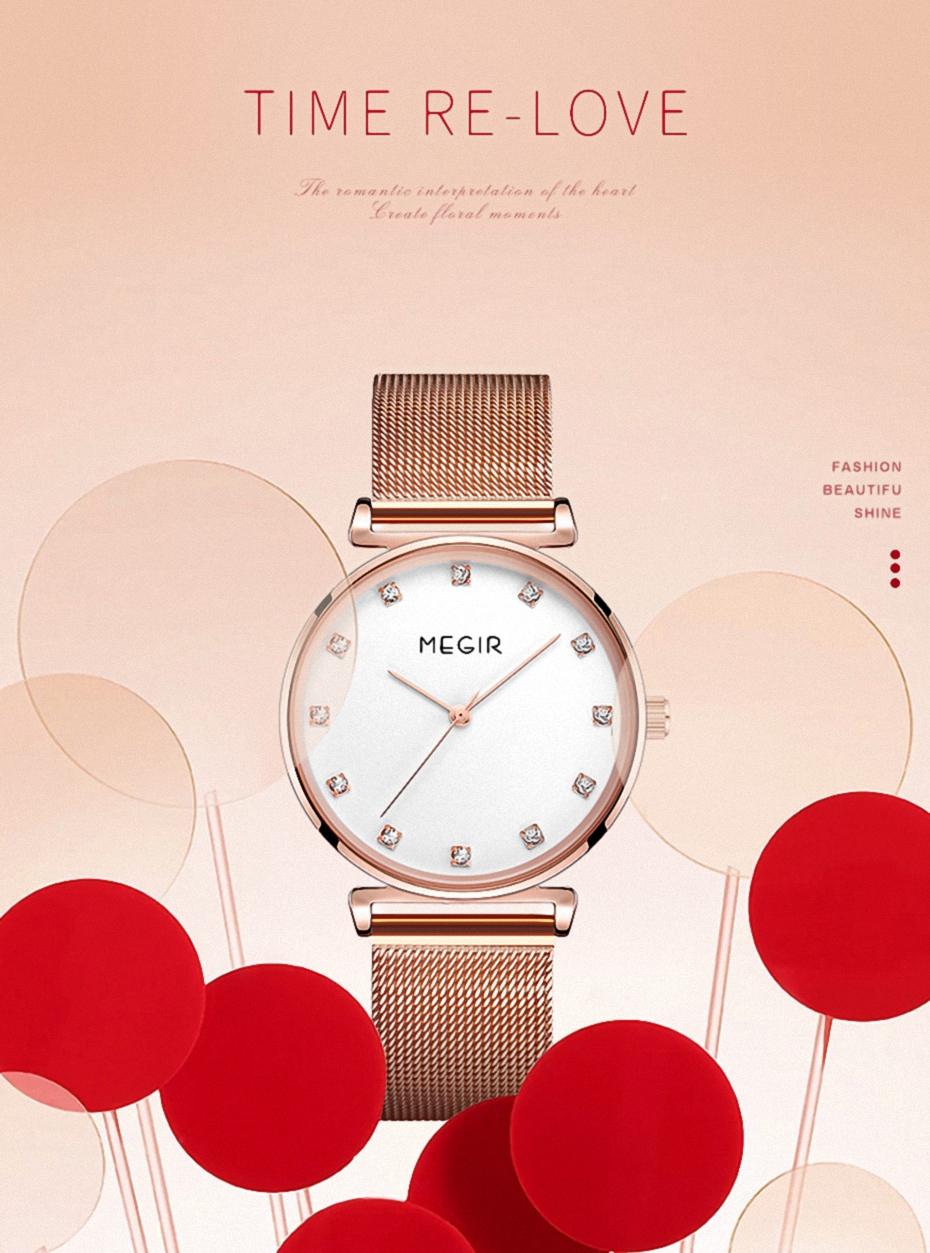 TIME RE-LOVE
The romantic interpretation of the heart
Create floral moments
FASHION
BEAUTIFU
SHINE
MEGIR